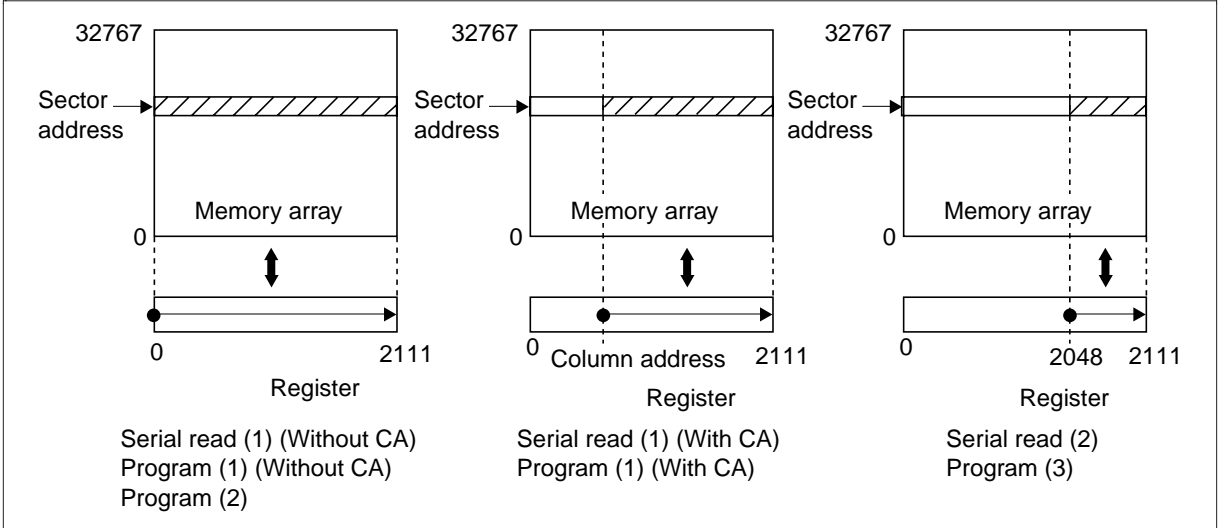 32767
Sector
address
Memory array
0
0
2111
Register
Serial read (1) (Without CA)
Program (1) (Without CA)
Program (2)
32767
Sector
address
Memory array
0
0
Column address
2111
Register
Serial read (1) (With CA)
Program (1) (With CA)
32767
Sector
address
Memory array
0
0
2048
2111
Register
Serial read (2)
Program (3)